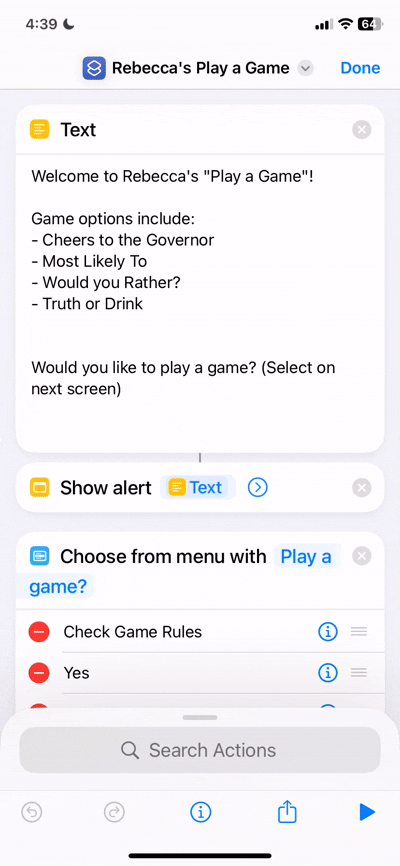 4:39
64
Rebecca's Play a Game
Done
Text
Welcome to Rebecca's "Play a Game"!
Game options include:
- Cheers to the Governor
- Most Likely To
- Would you Rather?
- Truth or Drink
Would you like to play a game? (Select on
next screen)
Show alert Text
Choose from menu with Play a
game?
Check Game Rules
Yes
Search Actions